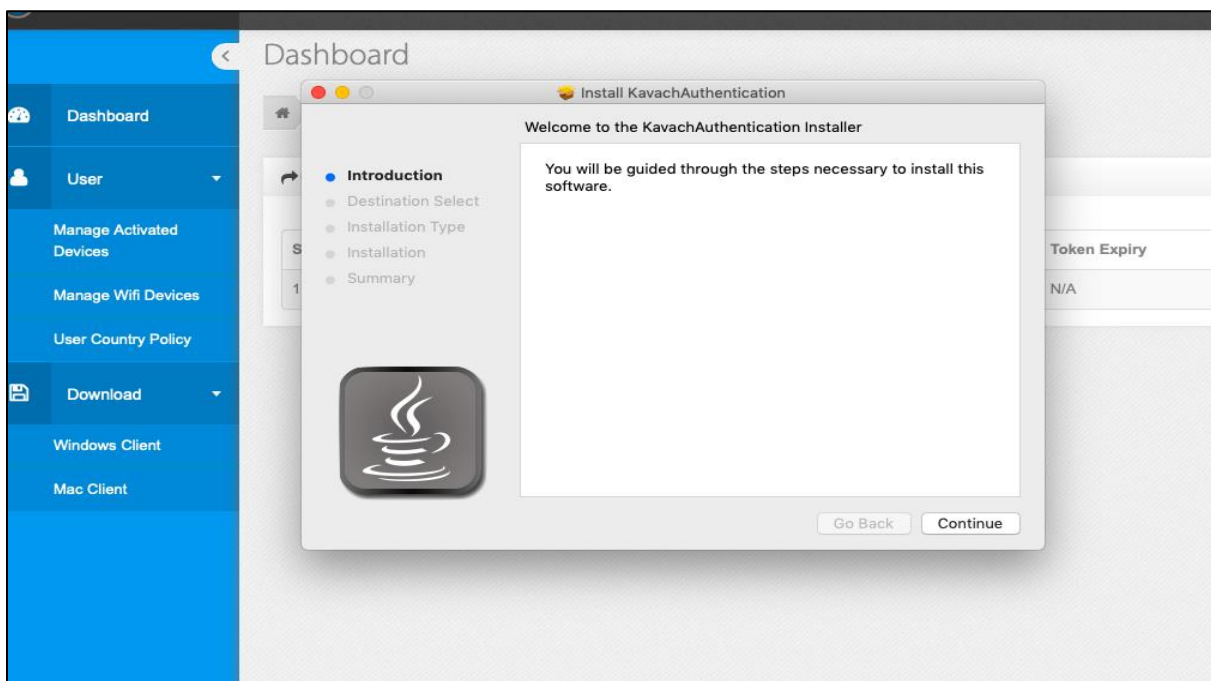 Dashboard
Install KavachAuthentication
Dashboard
Welcome to the KavachAuthentication Installer
You will be guided through the steps necessary to install this
software.
User
Introduction
Destination Select
Manage Activated
Devices
Installation Type
Installation
S
Token Expiry
Summary
Manage Wifi Devices
1
N/A
User Country Policy
Download
Windows Client
Mac Client
Go Back
Continue